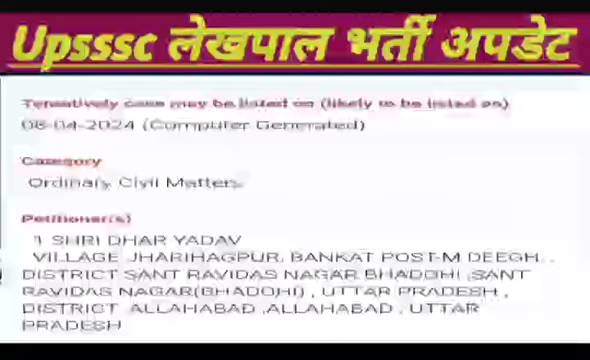 Upsssc लेखपाल भर्ती अपडेट
Tentatively case may be listed on (likely to be listed on)
08-04-2024 (Computer Generated)
Category
Ordinary Civil Matters
Petitioner(s)
1 SHRI DHAR YADAV
VILLAGE JHARIHAGPUR, BANKAT POST-M DEEGH, ,
DISTRICT SANT RAVIDAS NAGAR BHADOHI ,SANT
RAVIDAS NAGAR(BHADOHI) , UTTAR PRADESH ,
DISTRICT ALLAHABAD ,ALLAHABAD , UTTAR
PRADESH